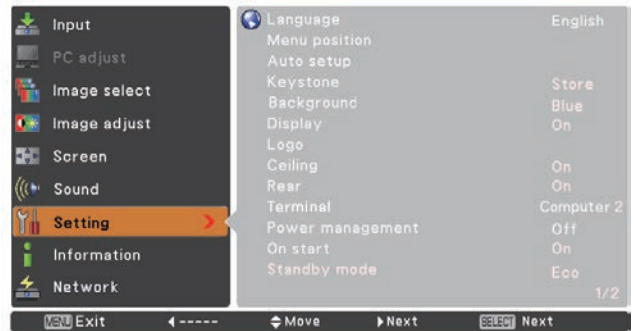 Input
PC adjust
Image select
Image adjust
Screen
Sound
Setting
Information
Network
Language English
Menu position
Auto setup
Keystone Store
Background Blue
Display On
Logo
Ceiling On
Rear On
Terminal Computer 2
Power management Off
On start On
Standby mode Eco
1/2
MENU Exit ----- Move Next SELECT Next